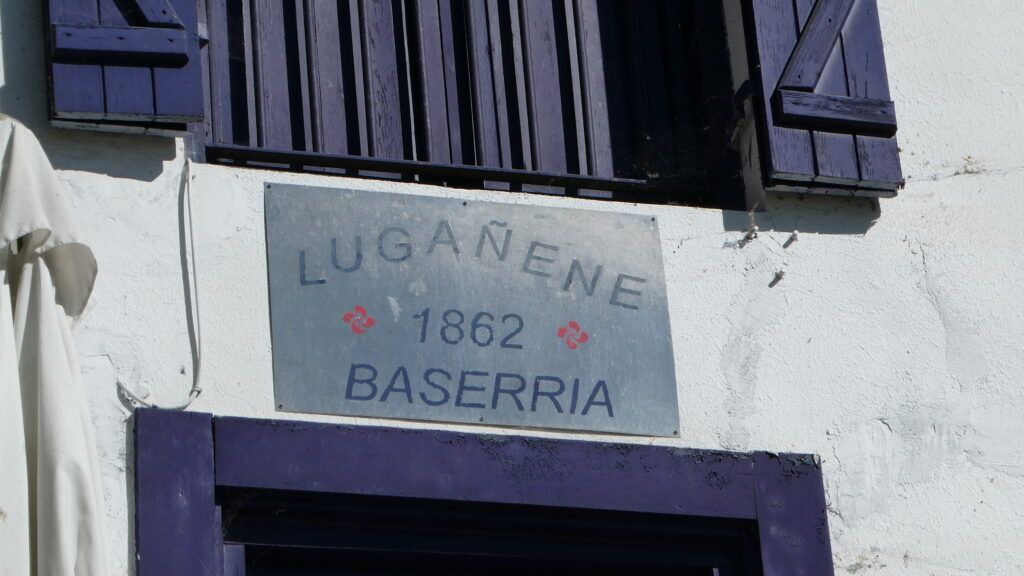 LUGAÑENE
1862
BASERRIA